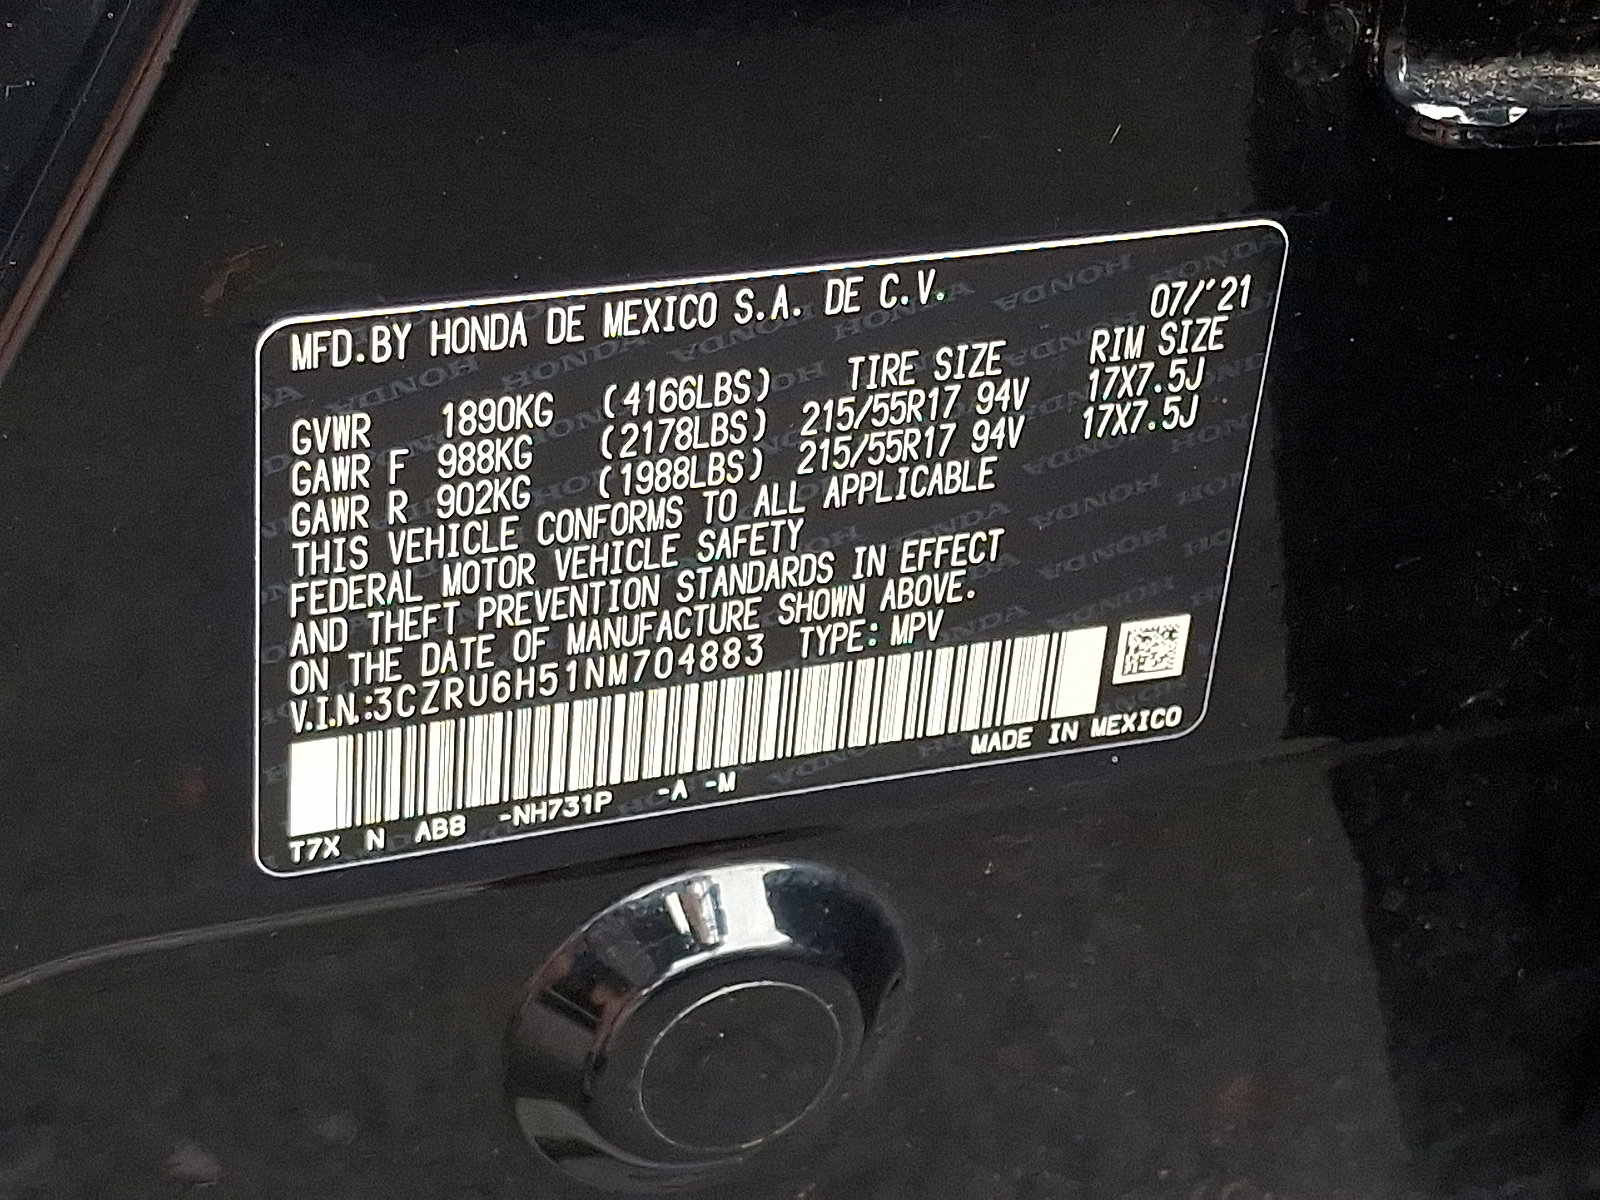 MFD.BY HONDA DE MEXICO S.A. DE C.V. 07/'21
GVWR 1890KG (4166LBS) TIRE SIZE RIM SIZE
GAWR F 988KG (2178LBS) 215/55R17 94V 17X7.5J
GAWR R 902KG (1988LBS) 215/55R17 94V 17X7.5J
THIS VEHICLE CONFORMS TO ALL APPLICABLE
FEDERAL MOTOR VEHICLE SAFETY
AND THEFT PREVENTION STANDARDS IN EFFECT
ON THE DATE OF MANUFACTURE SHOWN ABOVE.
V.I.N.:3CZRU6H51NM704883 TYPE: MPV
T7X N AB8 -NH731P -A -M MADE IN MEXICO